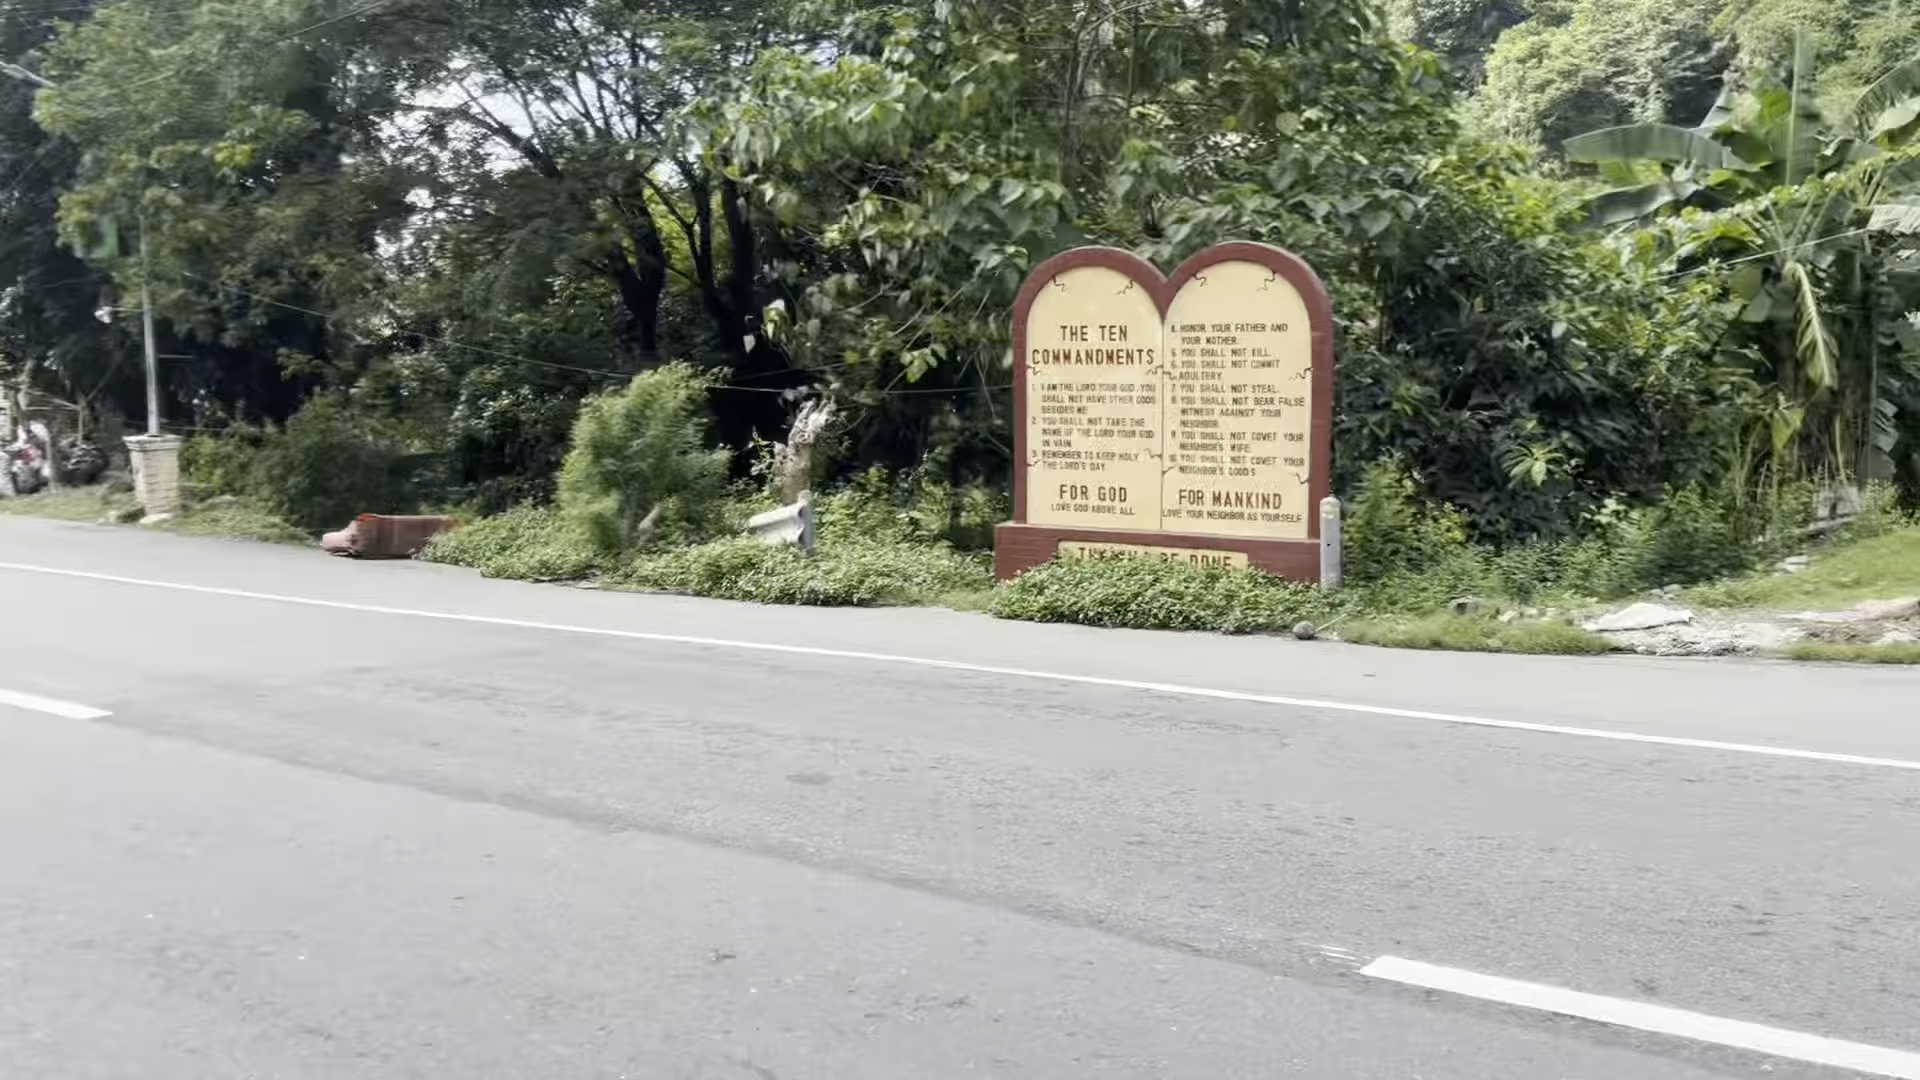 THE TEN
COMMANDMENTS
1. I AM THE LORD YOUR GOD, YOU
SHALL NOT HAVE OTHER GODS
BESIDES ME
2. YOU SHALL NOT TAKE THE
NAME OF THE LORD YOUR GOD
IN VAIN.
3. REMEMBER TO KEEP HOLY
THE LORD'S DAY.
FOR GOD
LOVE GOD ABOVE ALL
4. HONOR YOUR FATHER AND
YOUR MOTHER.
5. YOU SHALL NOT KILL.
6. YOU SHALL NOT COMMIT
ADULTERY.
7. YOU SHALL NOT STEAL.
8. YOU SHALL NOT BEAR FALSE
WITNESS AGAINST YOUR
NEIGHBOR.
9. YOU SHALL NOT COVET YOUR
NEIGHBOR'S WIFE.
10. YOU SHALL NOT COVET YOUR
NEIGHBOR'S GOODS
FOR MANKIND
LOVE YOUR NEIGHBOR AS YOURSELF
BE DONE